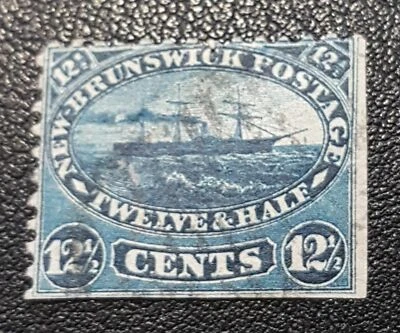 12½ 12½
NEW-BRUNSWICK POSTAGE
TWELVE & HALF
12½ CENTS 12½